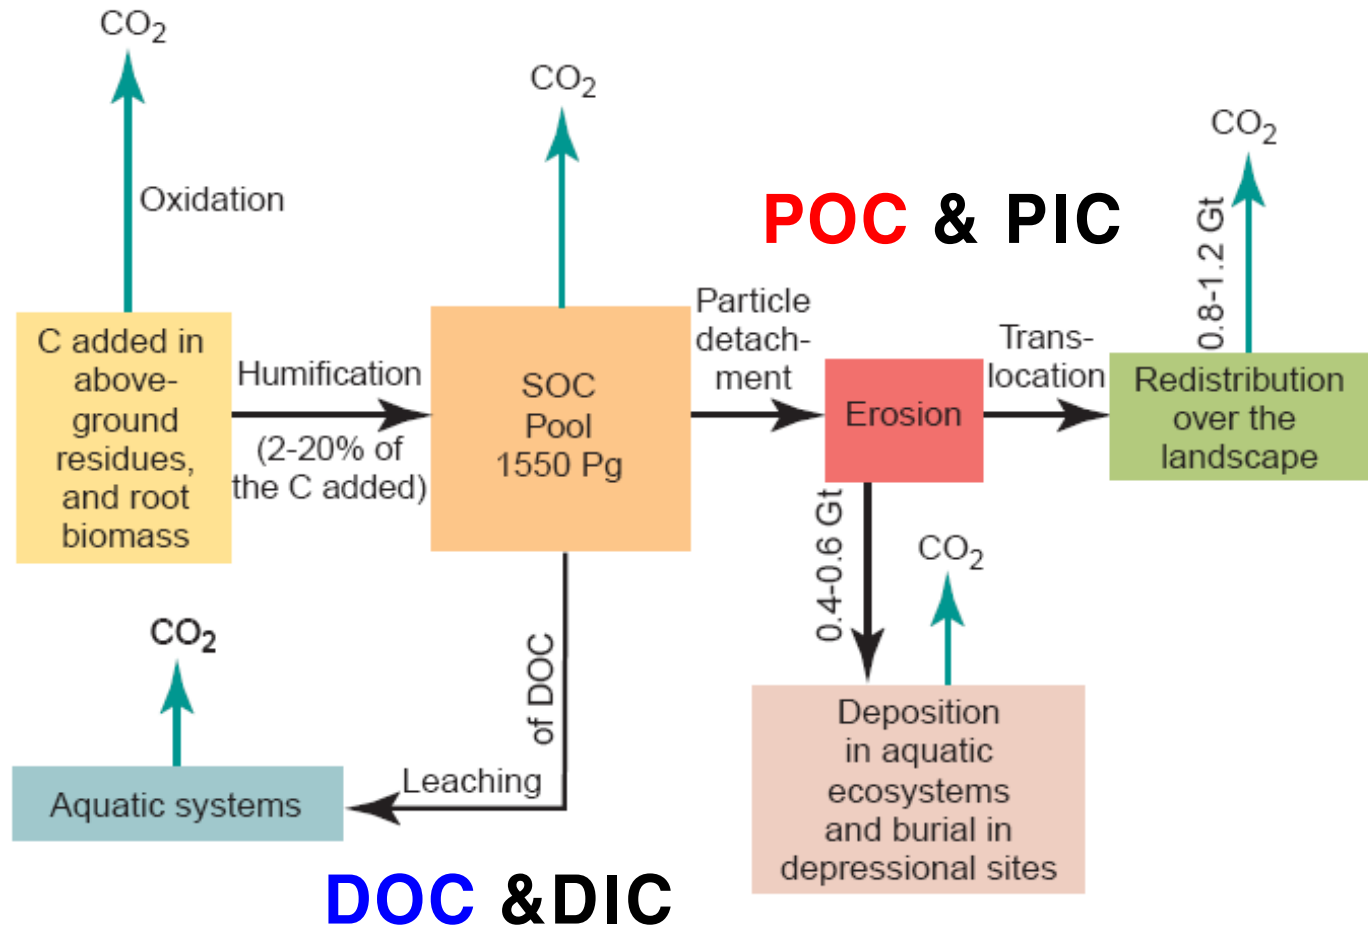 CO2
CO2
CO2
Oxidation
POC & PIC
0.8-1.2 Gt
C added in
above-
ground
residues,
and root
biomass
Humification
(2-20% of
the C added)
SOC
Pool
1550 Pg
Particle
detach-
ment
Erosion
Trans-
location
Redistribution
over the
landscape
0.4-0.6 Gt
CO2
Deposition
in aquatic
ecosystems
and burial in
depressional sites
CO2
of DOC
Leaching
Aquatic systems
DOC &DIC